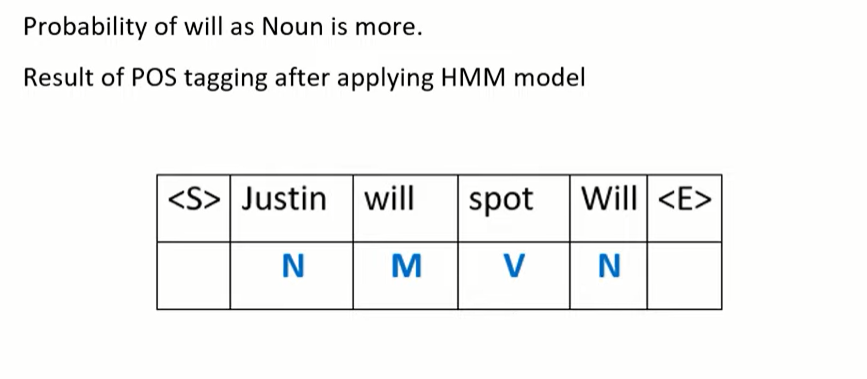 Probability of will as Noun is more.
Result of POS tagging after applying HMM model
<S> Justin will spot Will <E>
N M V N